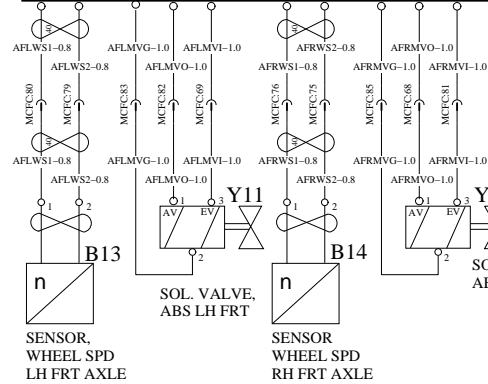 40
40
AFLWS1-0.8
AFLMVG-1.0
AFLMVI-1.0
AFRWS1-0.8
AFRMVG-1.0
AFRMVI-1.0
AFLWS2-0.8
AFLMVO-1.0
AFRWS2-0.8
AFRMVO-1.0
MCFC:80
MCFC:79
MCFC:83
MCFC:82
MCFC:69
MCFC:76
MCFC:75
MCFC:85
MCFC:68
MCFC:81
40
40
AFLWS1-0.8
AFLMVG-1.0
AFLMVI-1.0
AFRWS1-0.8
AFRMVG-1.0
AFRMVI-1.0
AFLWS2-0.8
AFLMVO-1.0
AFRWS2-0.8
AFRMVO-1.0
1
2
1
3
Y11
1
2
1
3
Y
AV
EV
AV
EV
2
2
B13
B14
n
n
SOL. VALVE,
ABS LH FRT
SO
AB
SENSOR,
WHEEL SPD
LH FRT AXLE
SENSOR
WHEEL SPD
RH FRT AXLE